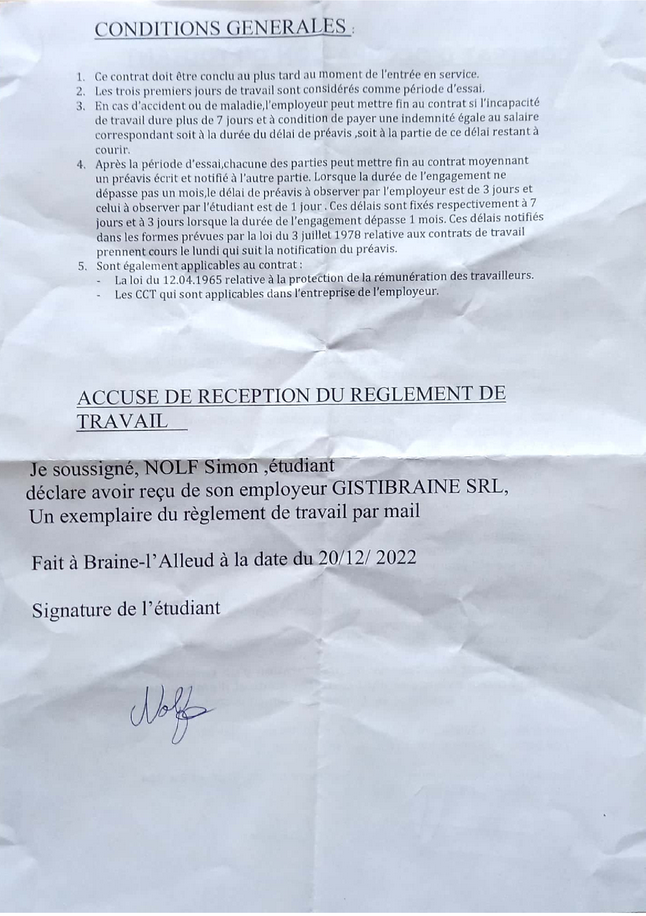 CONDITIONS GENERALES :
1. Ce contrat doit être conclu au plus tard au moment de l'entrée en service.
2. Les trois premiers jours de travail sont considérés comme période d'essai.
3. En cas d'accident ou de maladie,l'employeur peut mettre fin au contrat si l'incapacité
de travail dure plus de 7 jours et à condition de payer une indemnité égale au salaire
correspondant soit à la durée du délai de préavis ,soit à la partie de ce délai restant à
courir.
4. Après la période d'essai,chacune des parties peut mettre fin au contrat moyennant
un préavis écrit et notifié à l'autre partie. Lorsque la durée de l'engagement ne
dépasse pas un mois,le délai de préavis à observer par l'employeur est de 3 jours et
celui à observer par l'étudiant est de 1 jour . Ces délais sont fixés respectivement à 7
jours et à 3 jours lorsque la durée de l'engagement dépasse 1 mois. Ces délais notifiés
dans les formes prévues par la loi du 3 juillet 1978 relative aux contrats de travail
prennent cours le lundi qui suit la notification du préavis.
5. Sont également applicables au contrat :
- La loi du 12.04.1965 relative à la protection de la rémunération des travailleurs.
- Les CCT qui sont applicables dans l'entreprise de l'employeur.
ACCUSE DE RECEPTION DU REGLEMENT DE
TRAVAIL
Je soussigné, NOLF Simon ,étudiant
déclare avoir reçu de son employeur GISTIBRAINE SRL,
Un exemplaire du règlement de travail par mail
Fait à Braine-l'Alleud à la date du 20/12/ 2022
Signature de l'étudiant
Nolf